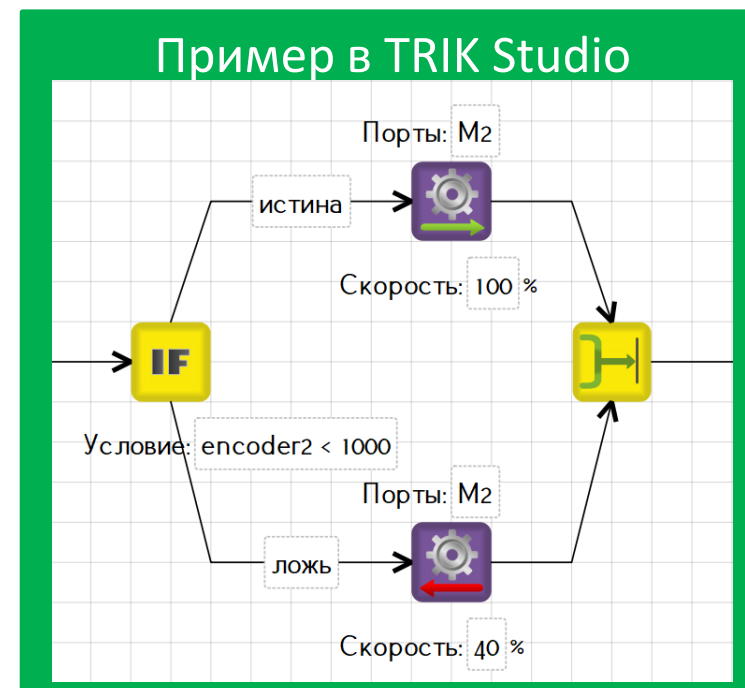 Пример в TRIK Studio
Порты: M2
истина
Скорость: 100 %
IF
Условие: encoder2 < 1000
Порты: M2
ложь
Скорость: 40 %